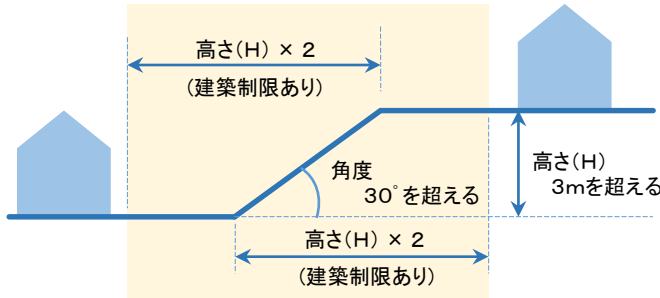 高さ(H) × 2
(建築制限あり)
角度
30°を超える
高さ(H)
3mを超える
高さ(H) × 2
(建築制限あり)